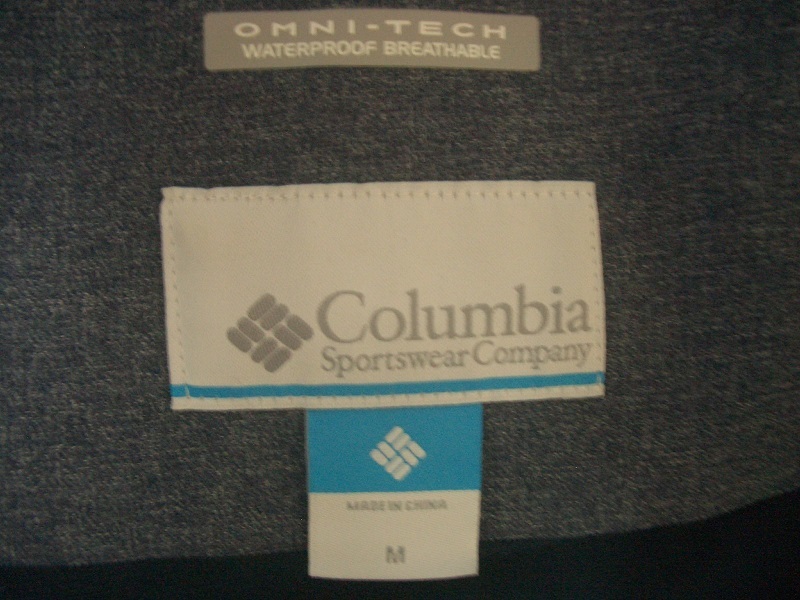 OMNI-TECH
WATERPROOF BREATHABLE
Columbia
Sportswear Company
MADE IN CHINA
M